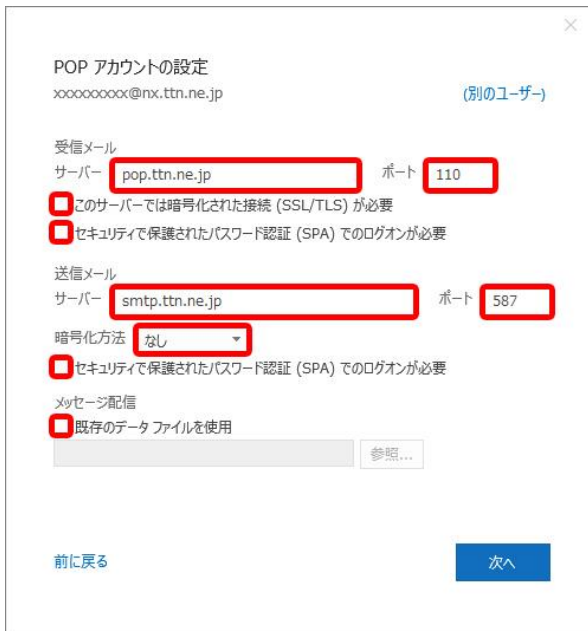 POP アカウントの設定
xxxxxxxxx@nx.ttn.ne.jp (別のユーザー)
受信メール
サーバー pop.ttn.ne.jp ポート 110
このサーバーでは暗号化された接続 (SSL/TLS) が必要
セキュリティで保護されたパスワード認証 (SPA) でのログオンが必要
送信メール
サーバー smtp.ttn.ne.jp ポート 587
暗号化方法 なし
セキュリティで保護されたパスワード認証 (SPA) でのログオンが必要
メッセージ配信
既存のデータ ファイルを使用
参照...
前に戻る 次へ